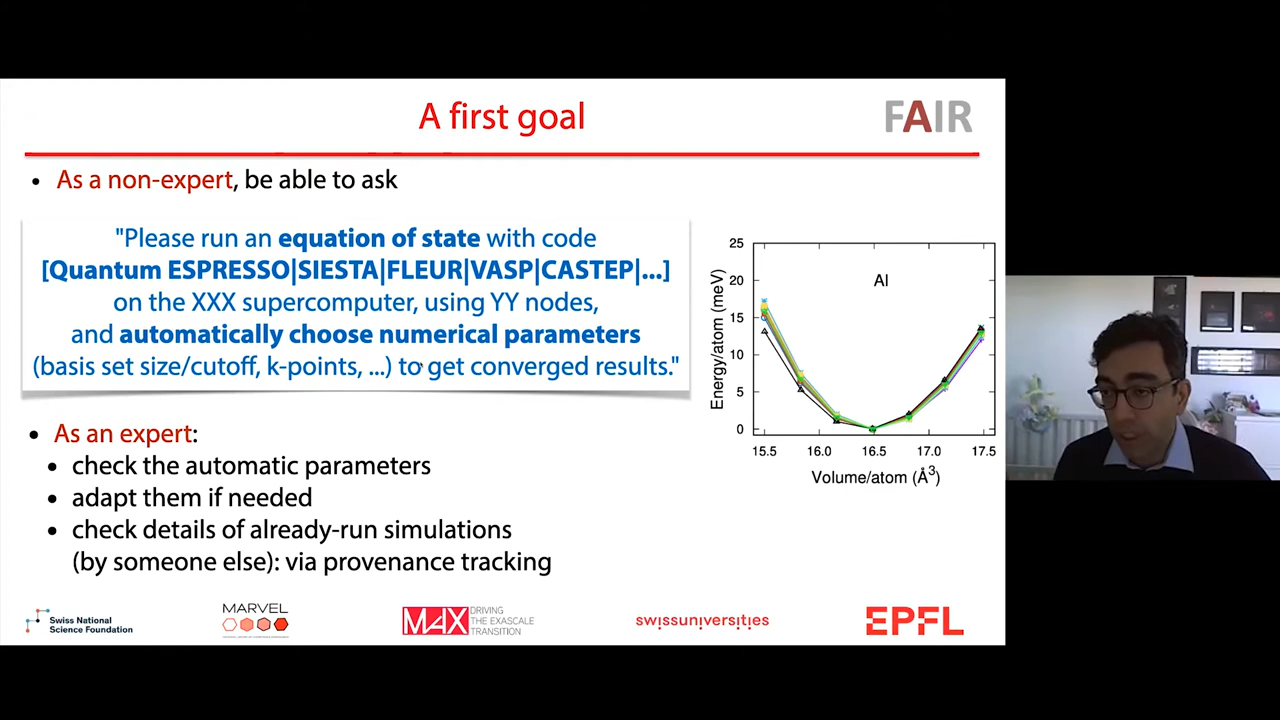 A first goal
FAIR
• As a non-expert, be able to ask
"Please run an equation of state with code
[Quantum ESPRESSO|SIESTA|FLEUR|VASP|CASTEP|...]
on the XXX supercomputer, using YY nodes,
and automatically choose numerical parameters
(basis set size/cutoff, k-points, ...) to get converged results."
• As an expert:
• check the automatic parameters
• adapt them if needed
• check details of already-run simulations
(by someone else): via provenance tracking
Al
Energy/atom (meV)
25
20
15
10
5
0
15.5 16.0 16.5 17.0 17.5
Volume/atom (Å3)
Swiss National
Science Foundation
MARVEL
MAX
DRIVING
THE EXASCALE
TRANSITION
swissuniversities
EPFL